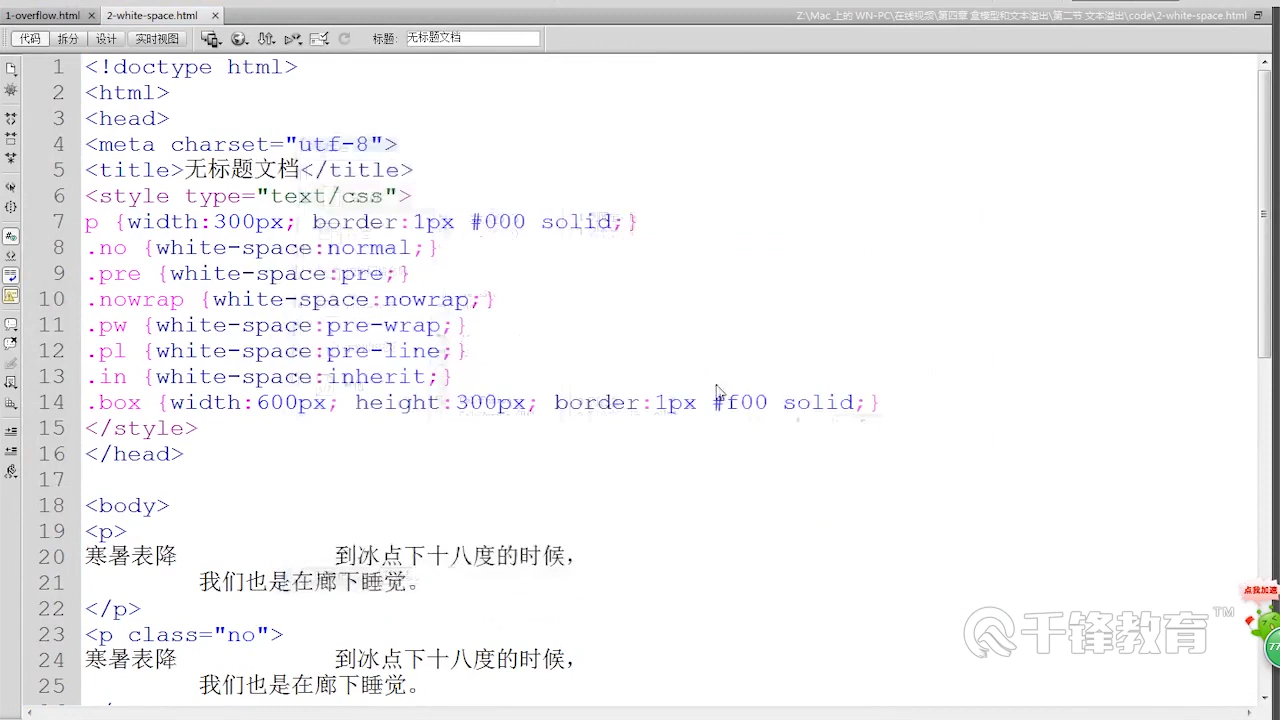 1-overflow.html
2-white-space.html
Z:\Mac 上的 WN-PC\在线视频\第四章 盒模型和文本溢出\第二节 文本溢出\code\2-white-space.html
代码 拆分 设计 实时视图 标题: 无标题文档
1 <!doctype html>
2 <html>
3 <head>
4 <meta charset="utf-8">
5 <title>无标题文档</title>
6 <style type="text/css">
7 p {width:300px; border:1px #000 solid;}
8 .no {white-space:normal;}
9 .pre {white-space:pre;}
10 .nowrap {white-space:nowrap;}
11 .pw {white-space:pre-wrap;}
12 .pl {white-space:pre-line;}
13 .in {white-space:inherit;}
14 .box {width:600px; height:300px; border:1px #f00 solid;}
15 </style>
16 </head>
17
18 <body>
19 <p>
20 寒暑表降 到冰点下十八度的时候，
21 我们也是在廊下睡觉。
22 </p>
23 <p class="no">
24 寒暑表降 到冰点下十八度的时候，
25 我们也是在廊下睡觉。
点我加速
77
千锋教育™